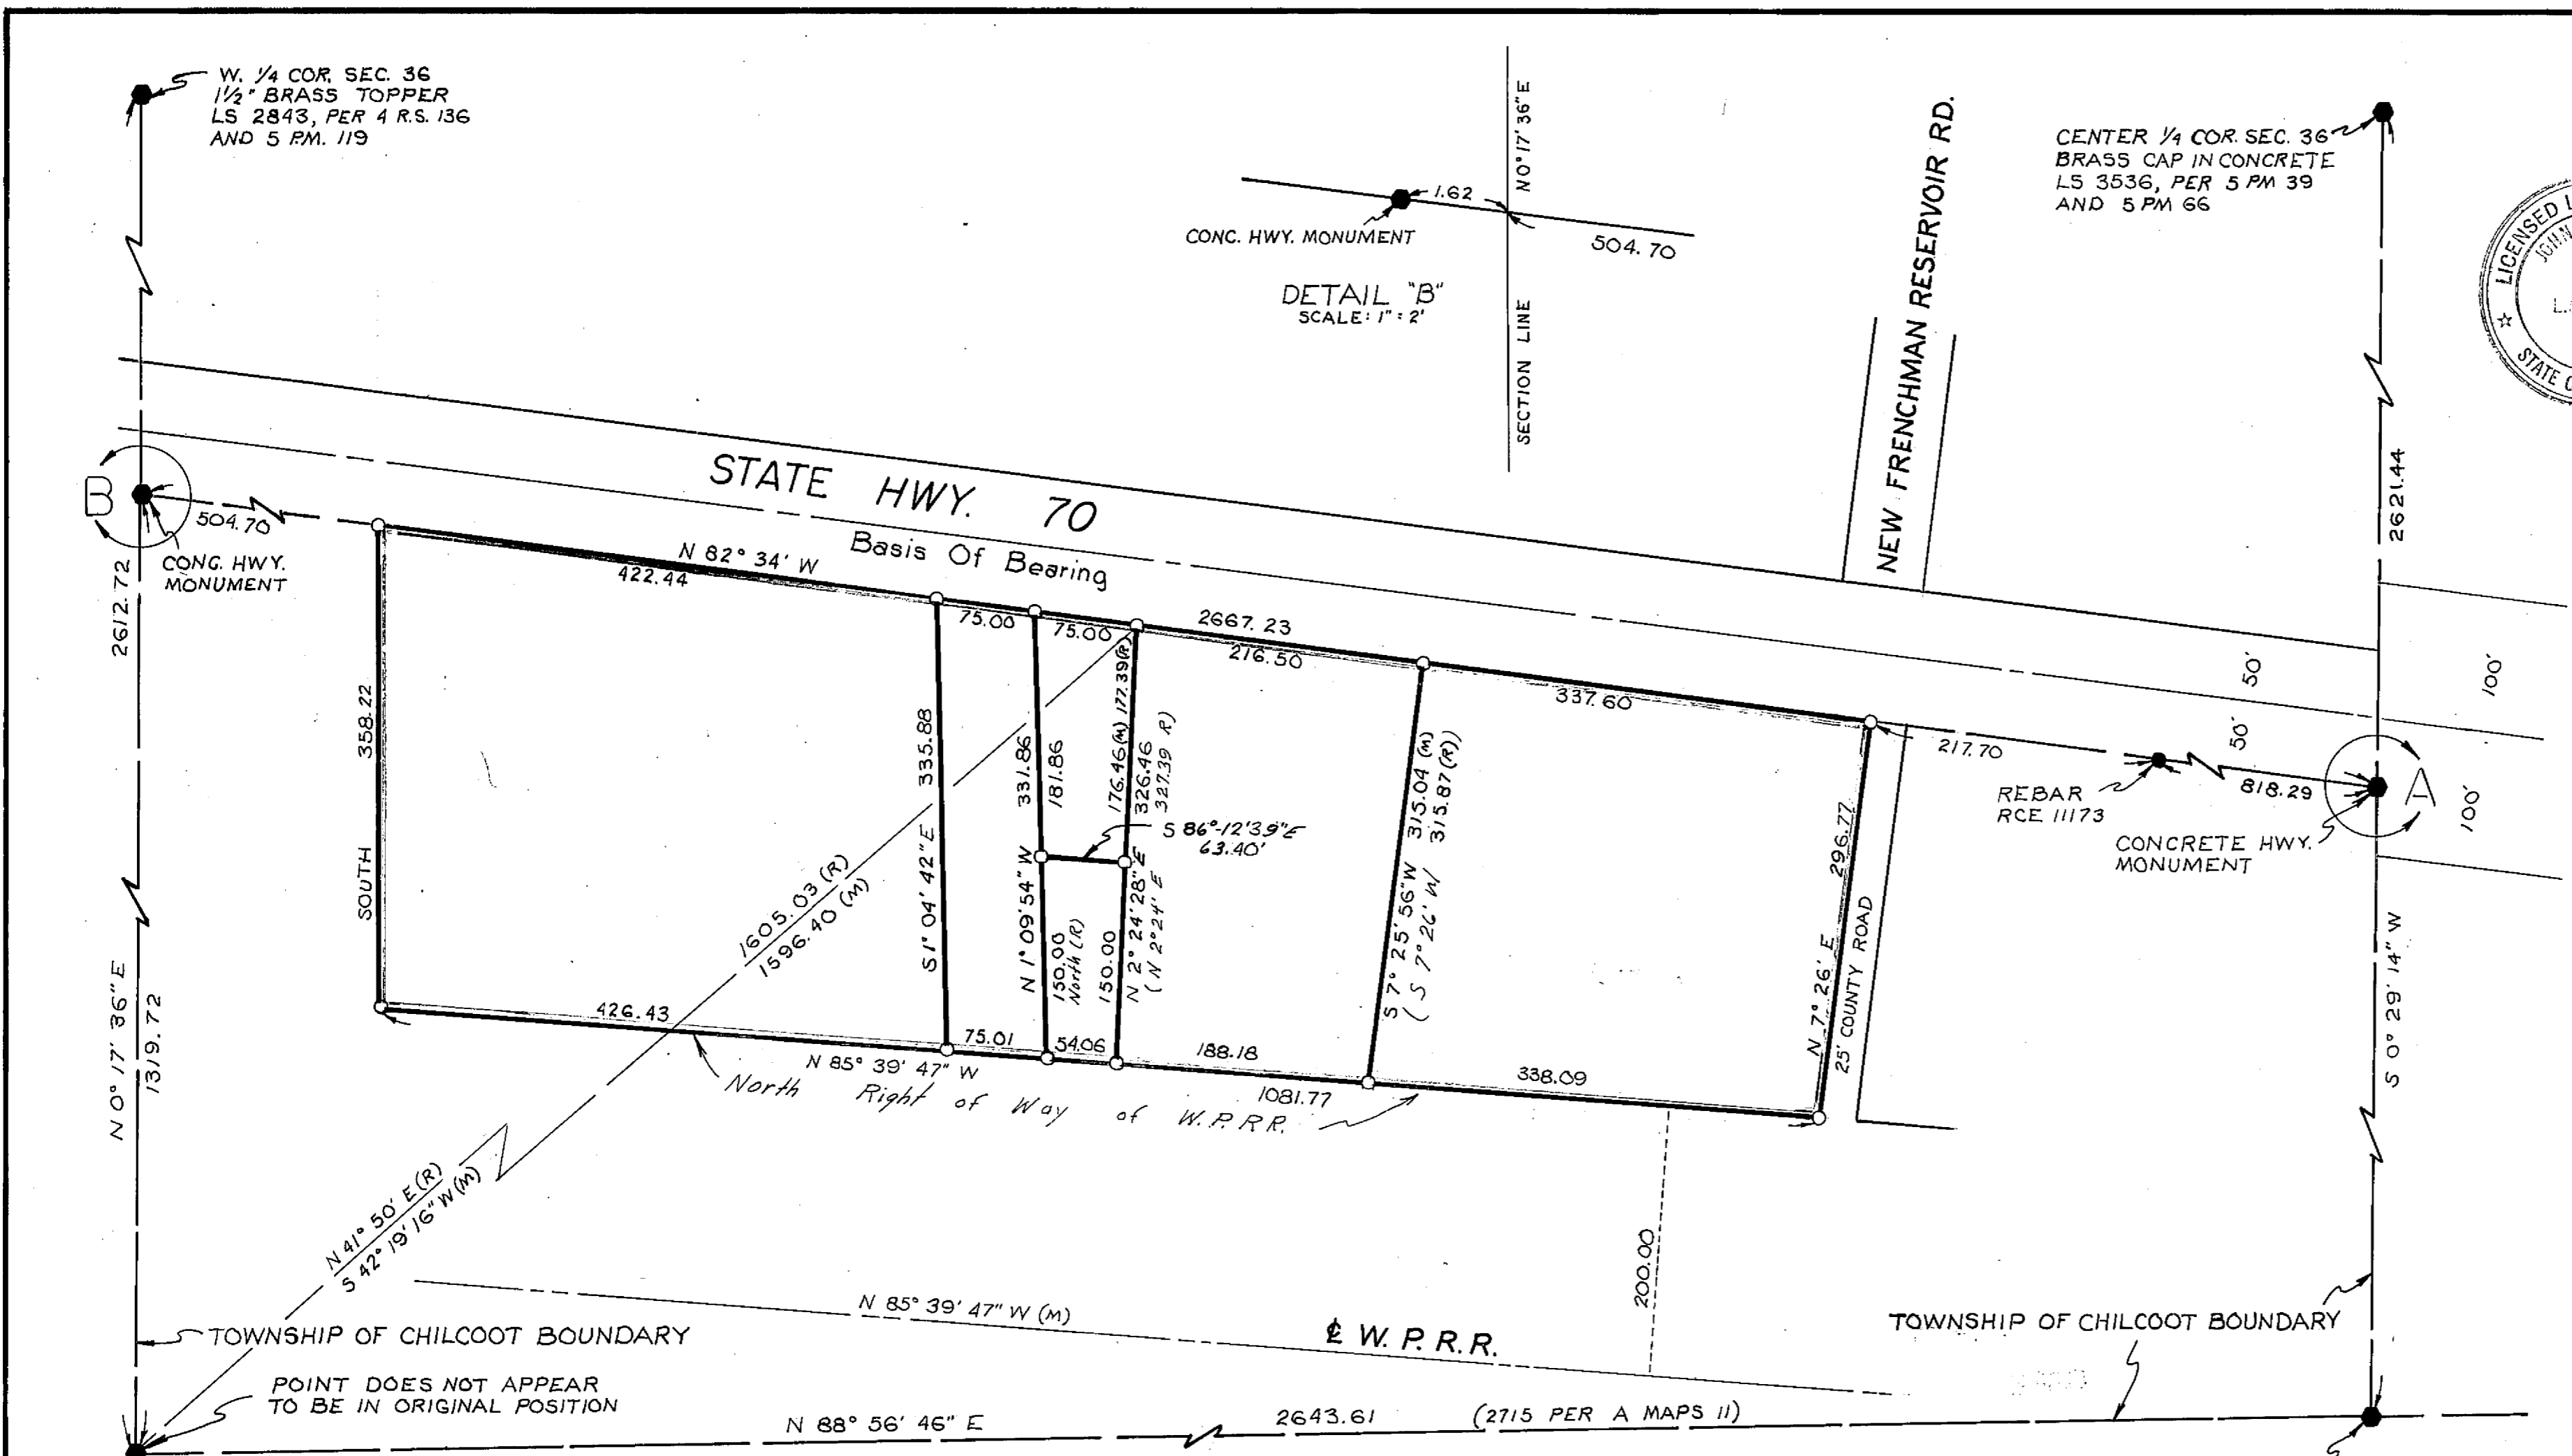 W. 1/4 COR. SEC. 36
1 1/2" BRASS TOPPER
LS 2843, PER 4 R.S. 136
AND 5 P.M. 119
N0°17'36"E
1.62
CONC. HWY. MONUMENT
504.70
DETAIL "B"
SCALE: 1" = 2'
SECTION LINE
NEW FRENCHMAN RESERVOIR RD.
CENTER 1/4 COR. SEC. 36
BRASS CAP IN CONCRETE
LS 3536, PER 5 PM 39
AND 5 PM 66
LICENSED
JOHN
STATE
2621.44
STATE HWY. 70
Basis Of Bearing
B
504.70
CONC. HWY.
MONUMENT
2612.72
N 82° 34' W
422.44
75.00
75.00
2667.23
216.50
337.60
217.70
50'
50'
100'
100'
818.29
A
REBAR
RCE 11173
CONCRETE HWY.
MONUMENT
358.22
SOUTH
335.88
S 1° 04' 42" E
331.86
181.86
N 1° 09' 54" W
150.00
North (R)
177.39 (R)
176.46 (M)
326.46
327.39 R)
S 86°-12'39"E
63.40'
150.00
N 2° 24' 28" E
( N 2° 24' E
S 7° 25' 56" W 315.04 (M)
( S 7° 26' W 315.87 (R))
296.77
N 7° 26' E
25' COUNTY ROAD
1605.03 (R)
1596.40 (M)
426.43
75.01
54.06
188.18
338.09
N 85° 39' 47" W
1081.77
North Right of Way of W.P.R.R.
N 0° 17' 36" E
1319.72
S 0° 29' 14" W
N 41° 50' E (R)
S 42° 19' 16" W (M)
200.00
N 85° 39' 47" W (M)
℄ W. P. R. R.
TOWNSHIP OF CHILCOOT BOUNDARY
TOWNSHIP OF CHILCOOT BOUNDARY
POINT DOES NOT APPEAR
TO BE IN ORIGINAL POSITION
N 88° 56' 46" E
2643.61 (2715 PER A MAPS 11)